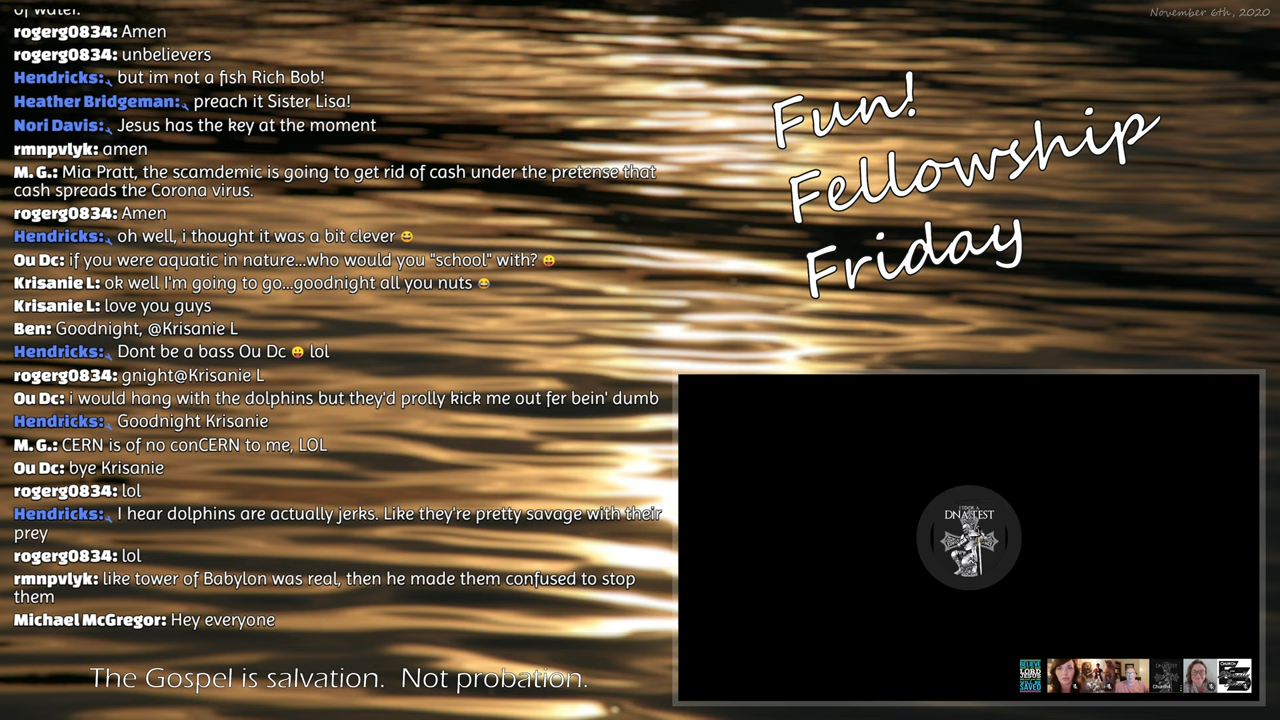 of water.
rogerg0834: Amen
rogerg0834: unbelievers
Hendricks: but im not a fish Rich Bob!
Heather Bridgeman: preach it Sister Lisa!
Nori Davis: Jesus has the key at the moment
rmnpvlyk: amen
M. G.: Mia Pratt, the scamdemic is going to get rid of cash under the pretense that
cash spreads the Corona virus.
rogerg0834: Amen
Hendricks: oh well, i thought it was a bit clever 😄
Ou Dc: if you were aquatic in nature...who would you "school" with? 😛
Krisanie L: ok well I'm going to go...goodnight all you nuts 😂
Krisanie L: love you guys
Ben: Goodnight, @Krisanie L
Hendricks: Dont be a bass Ou Dc 😛 lol
rogerg0834: gnight@Krisanie L
Ou Dc: i would hang with the dolphins but they'd prolly kick me out fer bein' dumb
Hendricks: Goodnight Krisanie
M. G.: CERN is of no conCERN to me, LOL
Ou Dc: bye Krisanie
rogerg0834: lol
Hendricks: I hear dolphins are actually jerks. Like they're pretty savage with their
prey
rogerg0834: lol
rmnpvlyk: like tower of Babylon was real, then he made them confused to stop
them
Michael McGregor: Hey everyone
The Gospel is salvation. Not probation.
November 6th, 2020
Fun!
Fellowship
Friday
I TOOK A
DNA TEST
BELIEVE
LORD
JESUS
SAVED